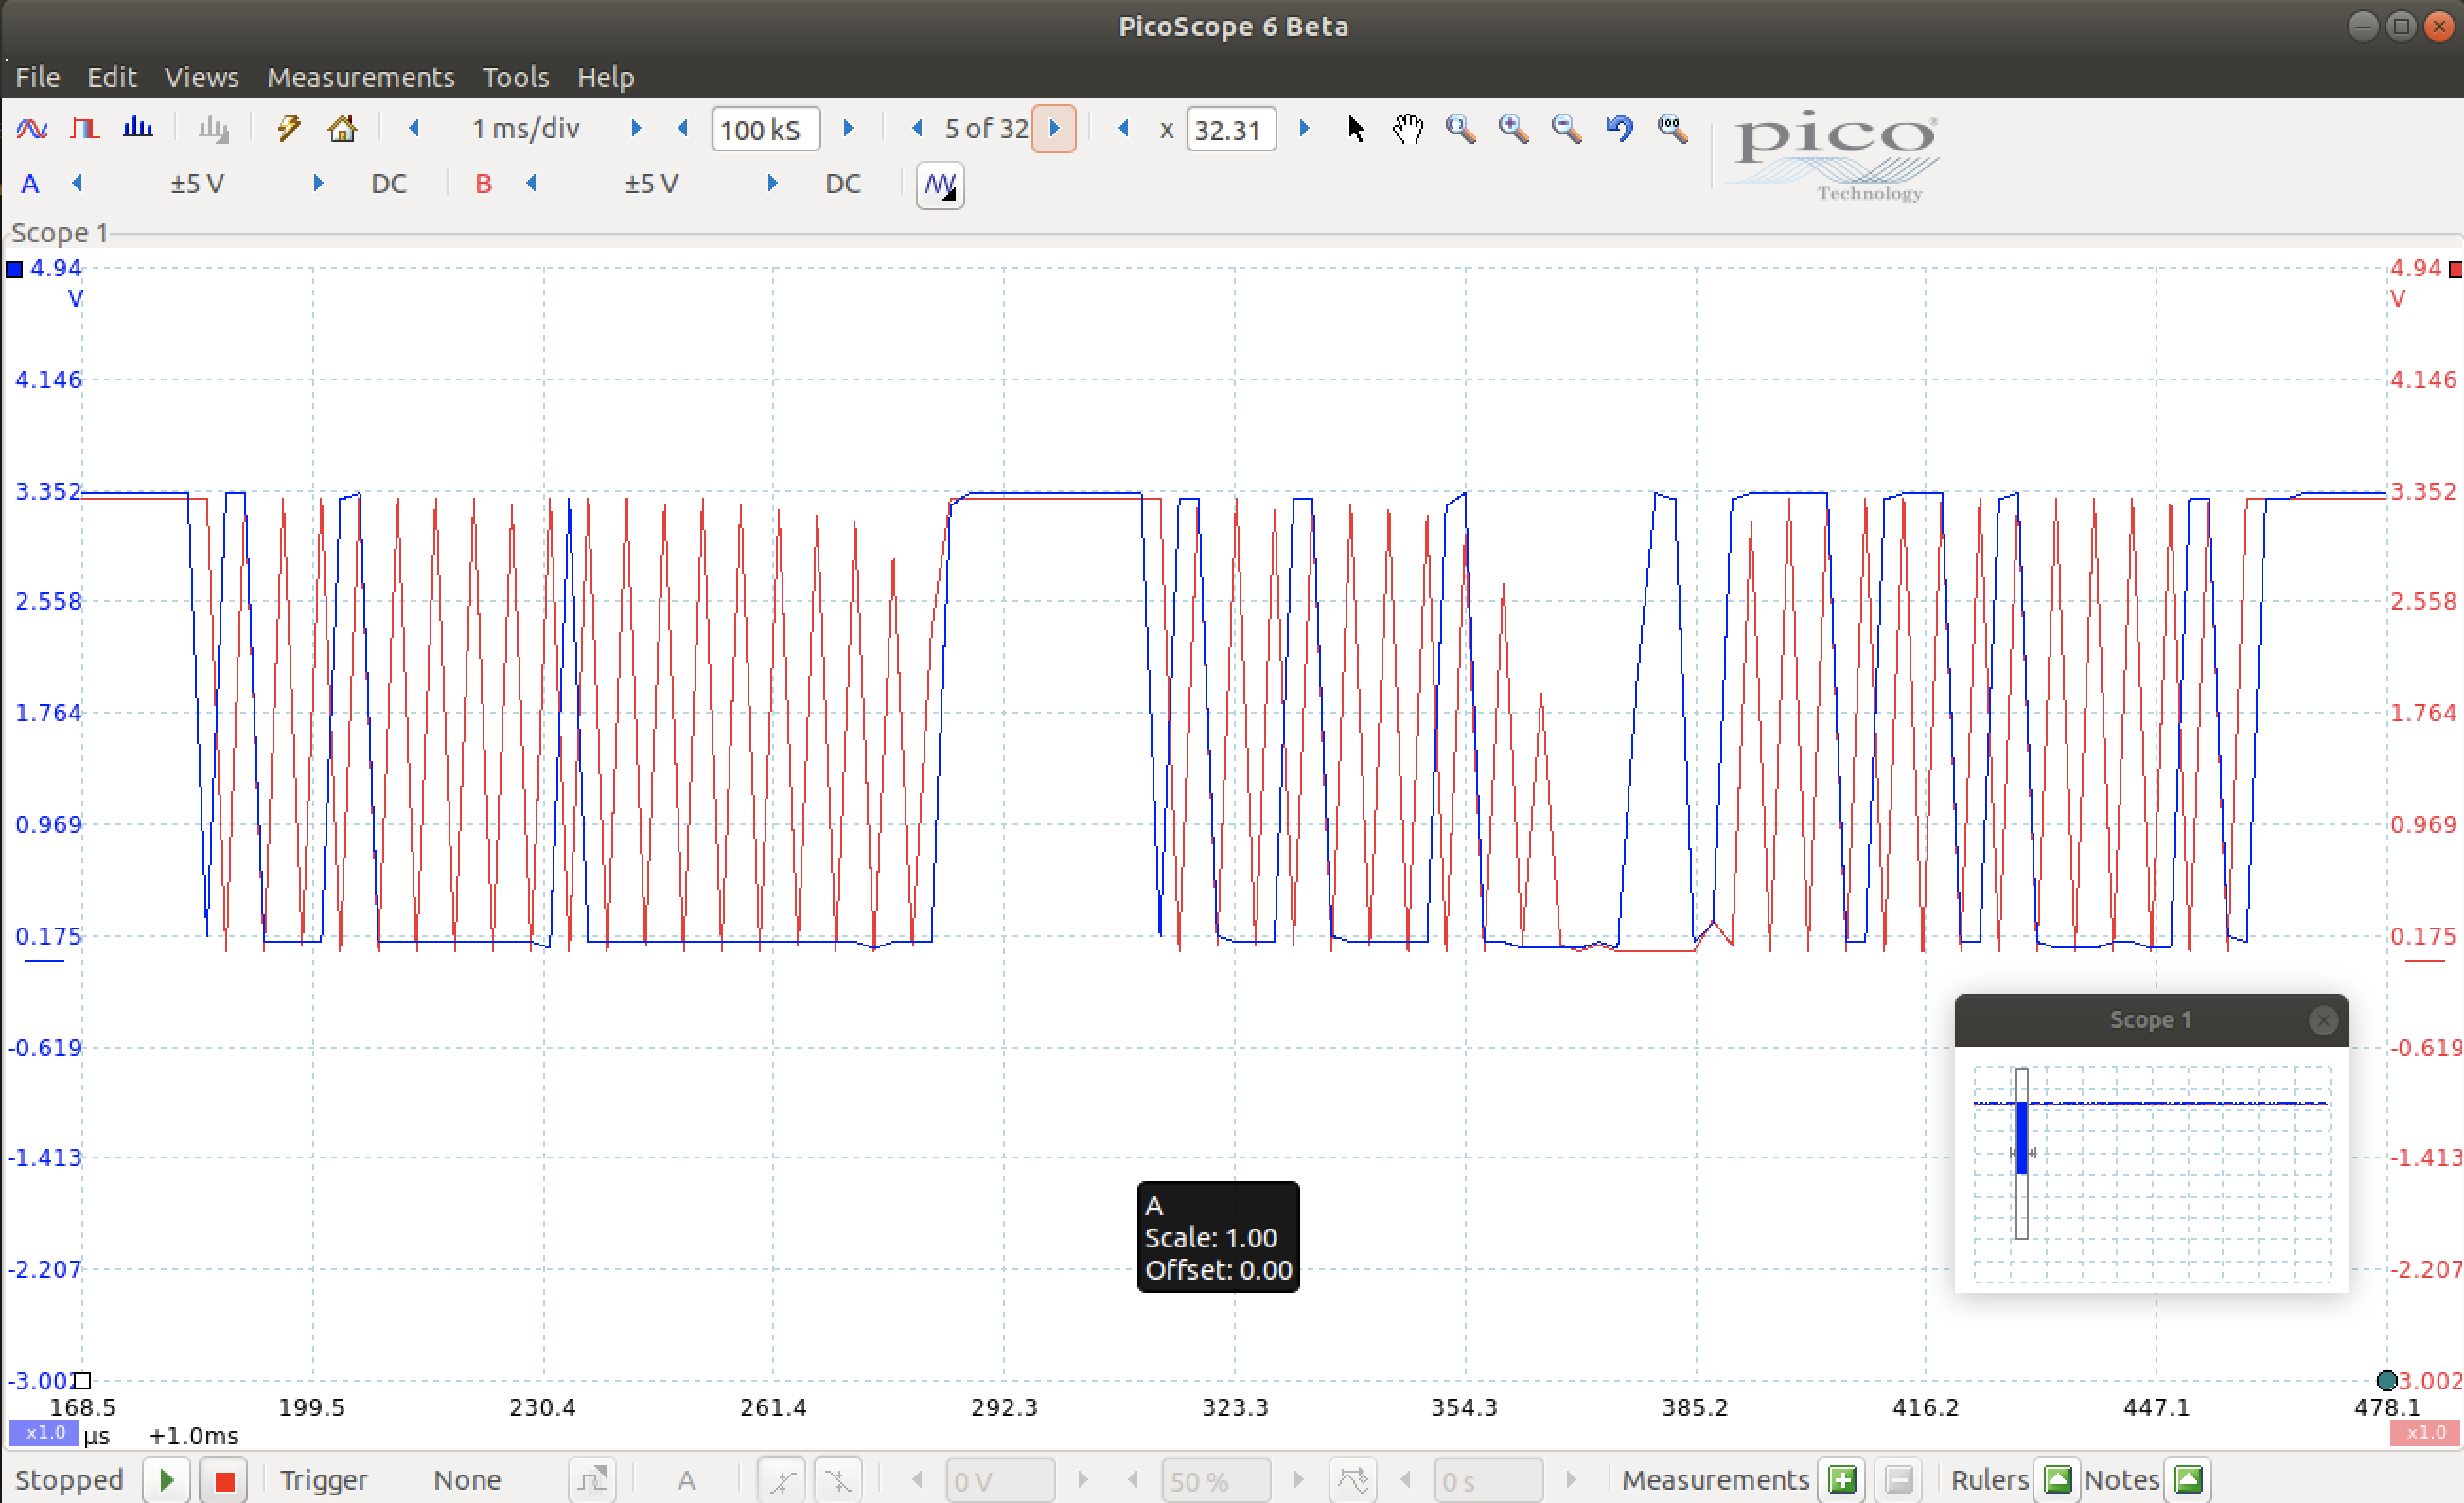 PicoScope 6 Beta
File Edit Views Measurements Tools Help
1 ms/div 100 kS 5 of 32 x 32.31
pico
Technology
A ±5 V DC B ±5 V DC
Scope 1
4.94 4.94
V V
4.146 4.146
3.352 3.352
2.558 2.558
1.764 1.764
0.969 0.969
0.175 0.175
-0.619 -0.619
-1.413 -1.413
-2.207 -2.207
-3.002 3.002
Scope 1
A
Scale: 1.00
Offset: 0.00
168.5 199.5 230.4 261.4 292.3 323.3 354.3 385.2 416.2 447.1 478.1
x1.0 µs +1.0ms x1.0
Stopped Trigger None A 0 V 50 % 0 s Measurements Rulers Notes